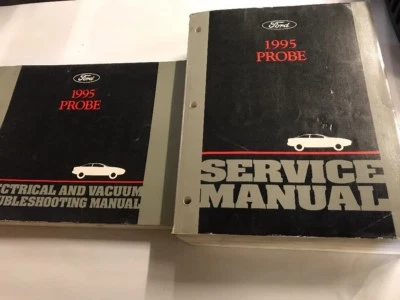 Ford
1995
PROBE
ECTRICAL AND VACUUM
UBLESHOOTING MANUAL
Ford
1995
PROBE
SERVICE
MANUAL